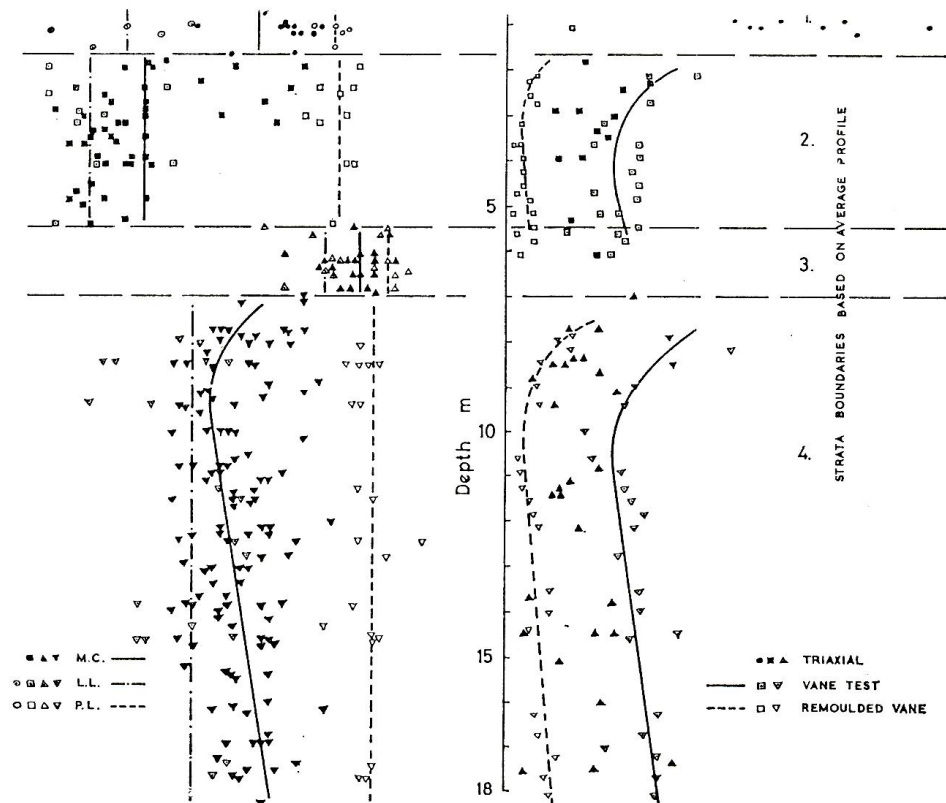 1.
2.
5
3.
Depth m
10
4.
STRATA BOUNDARIES BASED ON AVERAGE PROFILE
15
18
M.C.
L.L.
P.L.
TRIAXIAL
VANE TEST
REMOULDED VANE